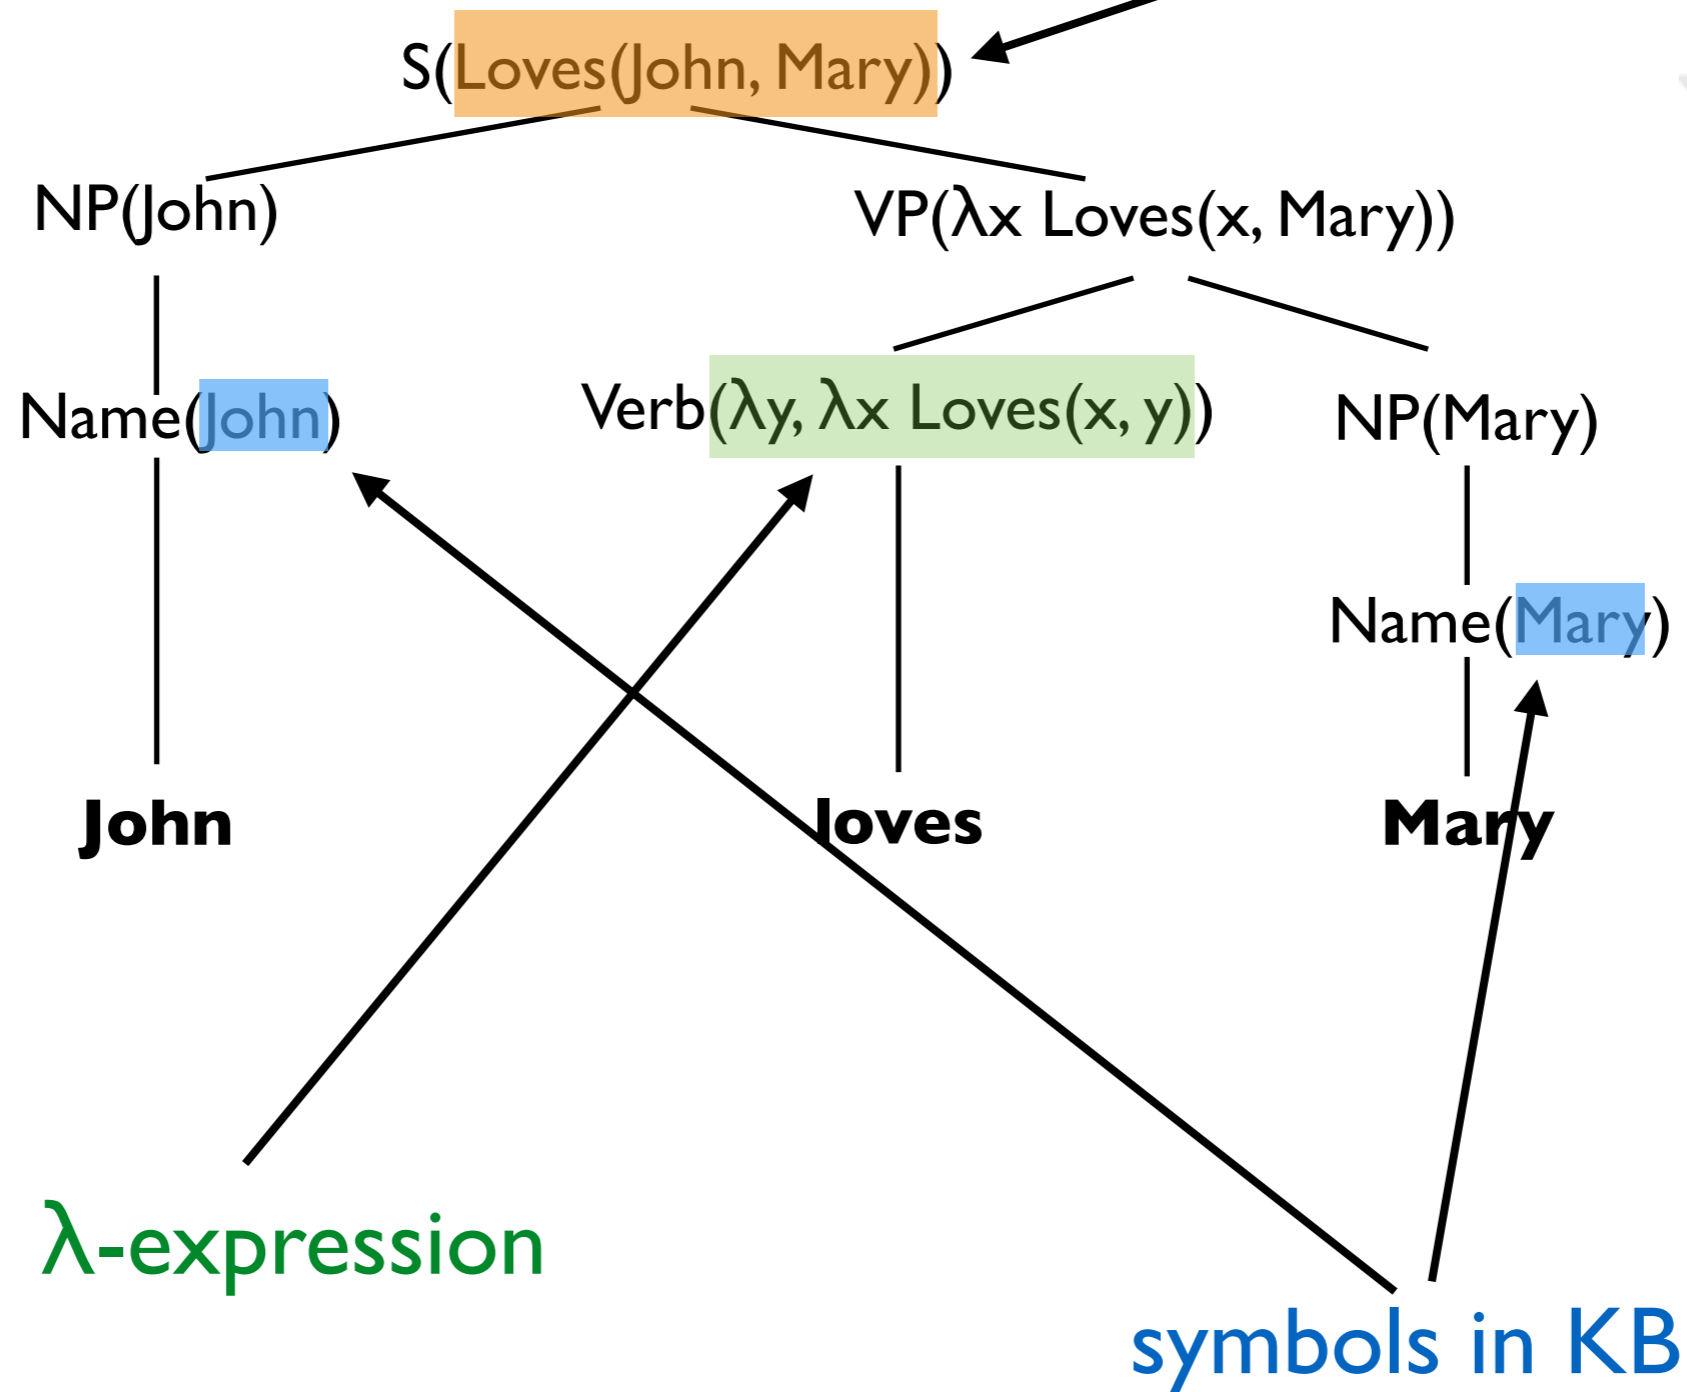 S(Loves(John, Mary))
NP(John)
VP(λx Loves(x, Mary))
Name(John)
Verb(λy, λx Loves(x, y))
NP(Mary)
Name(Mary)
John
loves
Mary
λ-expression
symbols in KB